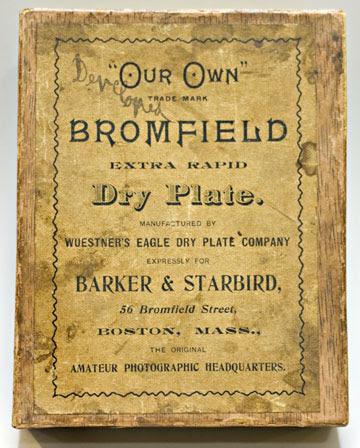 "OUR OWN"
Developed
TRADE MARK
BROMFIELD
EXTRA RAPID
Dry Plate.
MANUFACTURED BY
WUESTNER'S EAGLE DRY PLATE COMPANY
EXPRESSLY FOR
BARKER & STARBIRD,
56 Bromfield Street,
BOSTON, MASS.,
THE ORIGINAL
AMATEUR PHOTOGRAPHIC HEADQUARTERS.